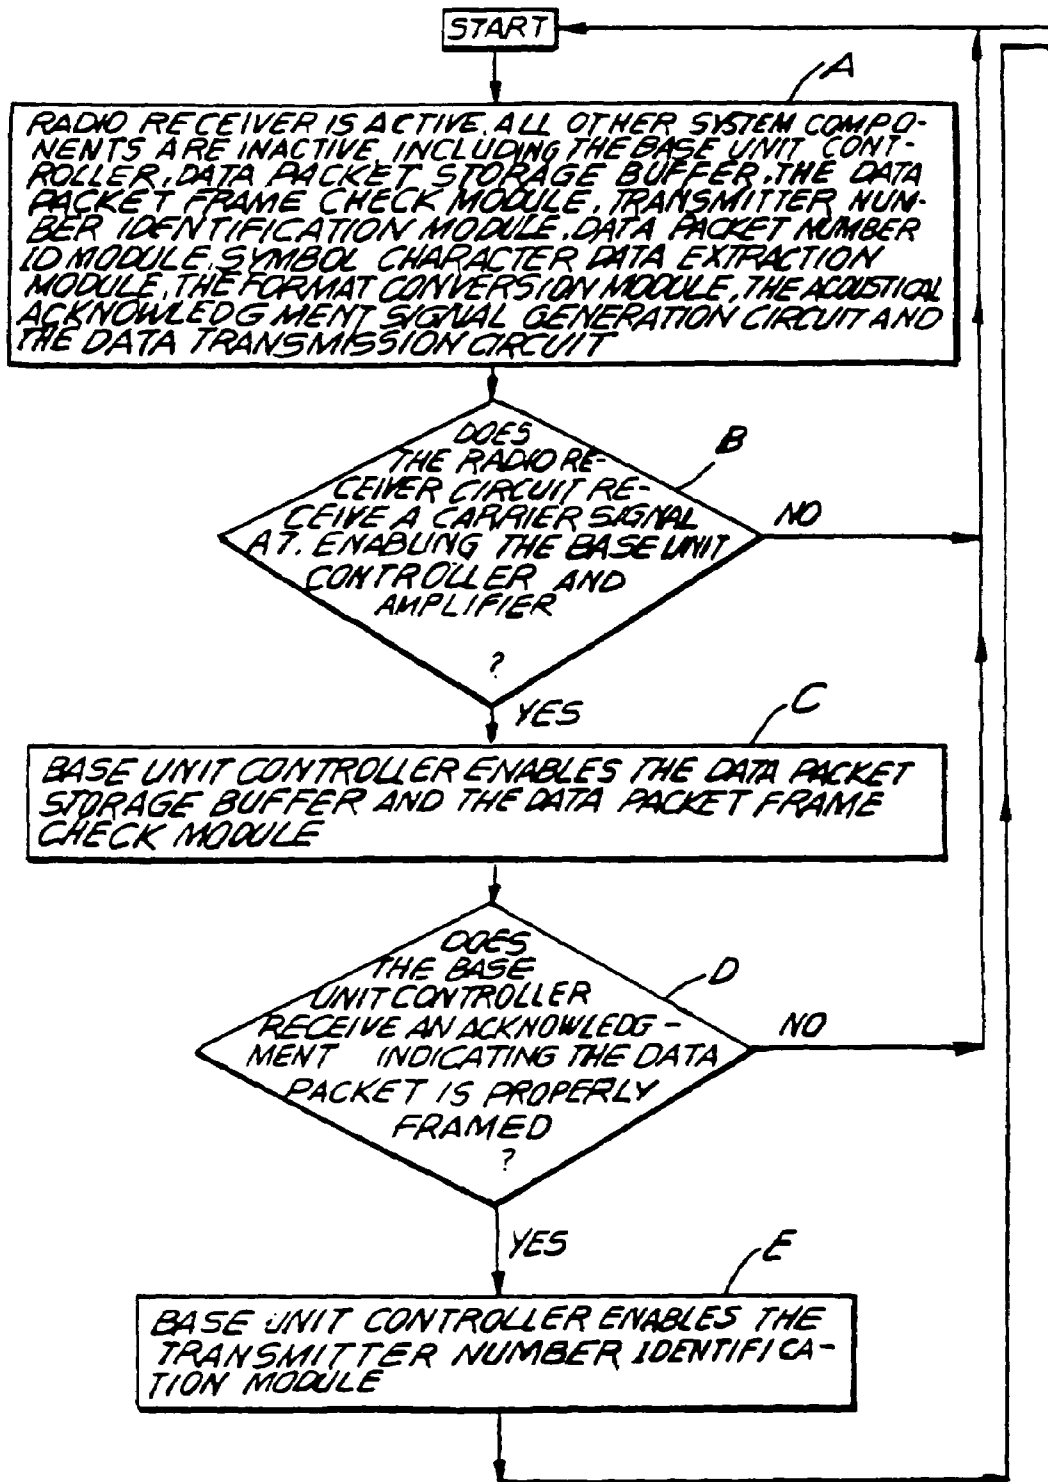 START
A
RADIO RECEIVER IS ACTIVE. ALL OTHER SYSTEM COMPO-
NENTS ARE INACTIVE, INCLUDING THE BASE UNIT CONT-
ROLLER, DATA PACKET STORAGE BUFFER, THE DATA
PACKET FRAME CHECK MODULE, TRANSMITTER NUM-
BER IDENTIFICATION MODULE, DATA PACKET NUMBER
ID MODULE, SYMBOL CHARACTER DATA EXTRACTION
MODULE, THE FORMAT CONVERSION MODULE, THE ACOUSTICAL
ACKNOWLEDG MENT SIGNAL GENERATION CIRCUIT AND
THE DATA TRANSMISSION CIRCUIT
B
DOES
THE RADIO RE-
CEIVER CIRCUIT RE-
CEIVE A CARRIER SIGNAL
A7. ENABLING THE BASE UNIT
CONTROLLER AND
AMPLIFIER
?
NO
YES
C
BASE UNIT CONTROLLER ENABLES THE DATA PACKET
STORAGE BUFFER AND THE DATA PACKET FRAME
CHECK MODULE
D
DOES
THE BASE
UNIT CONTROLLER
RECEIVE AN ACKNOWLEDG-
MENT INDICATING THE DATA
PACKET IS PROPERLY
FRAMED
?
NO
YES
E
BASE UNIT CONTROLLER ENABLES THE
TRANSMITTER NUMBER IDENTIFICA-
TION MODULE